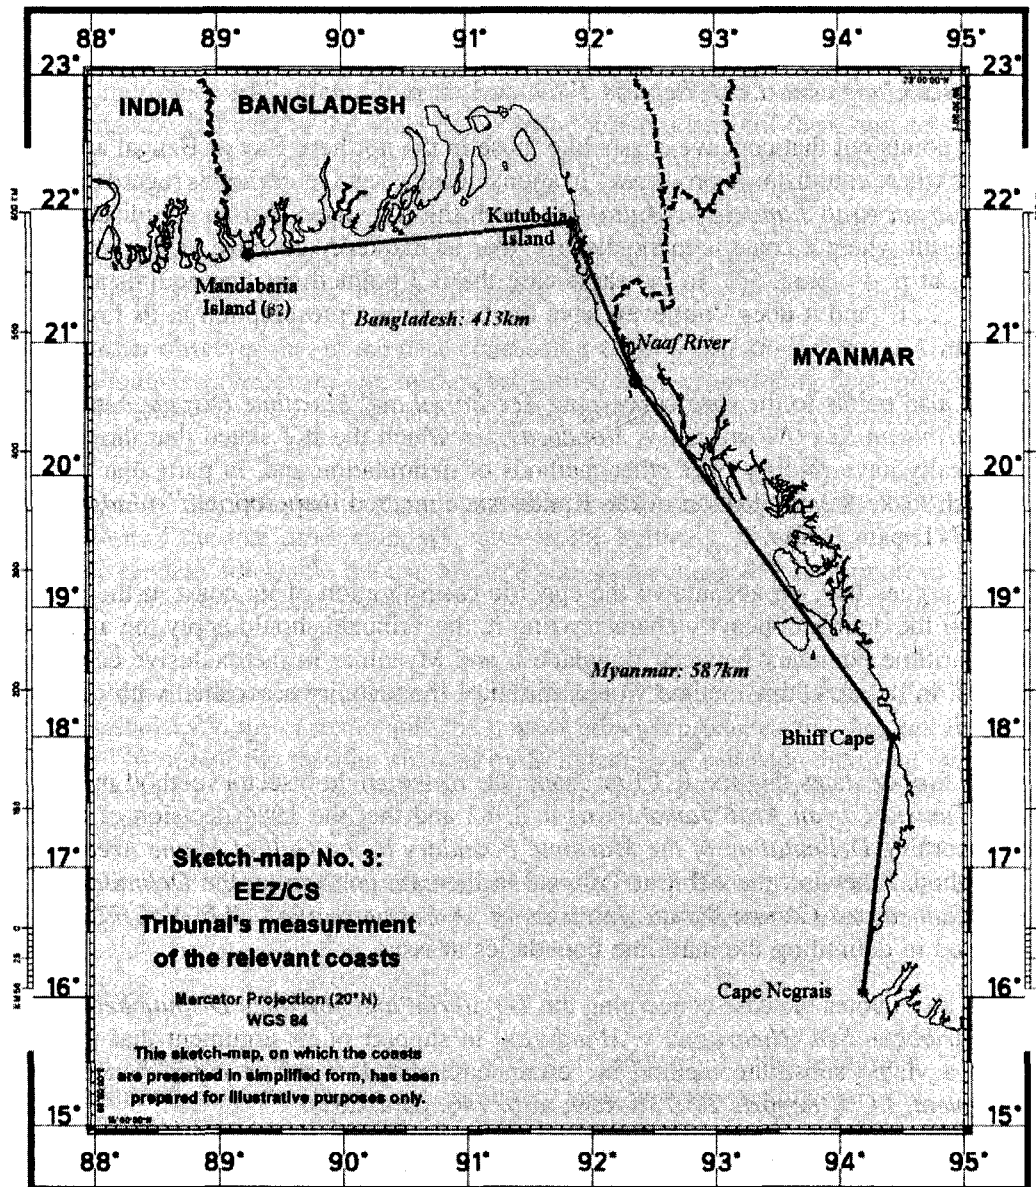 88° 89° 90° 91° 92° 93° 94° 95°
23° 23°
INDIA BANGLADESH
22° 22°
Kutubdia
Island
Mandabaria
Island (β2)
Bangladesh: 413km
21° 21°
Naaf River
MYANMAR
20° 20°
19° 19°
Myanmar: 587km
18° 18°
Bhiff Cape
17° 17°
Sketch-map No. 3:
EEZ/CS
Tribunal's measurement
of the relevant coasts
16° 16°
Cape Negrais
Mercator Projection (20°N)
WGS 84
This sketch-map, on which the coasts
are presented in simplified form, has been
prepared for illustrative purposes only.
15° 15°
88° 89° 90° 91° 92° 93° 94° 95°